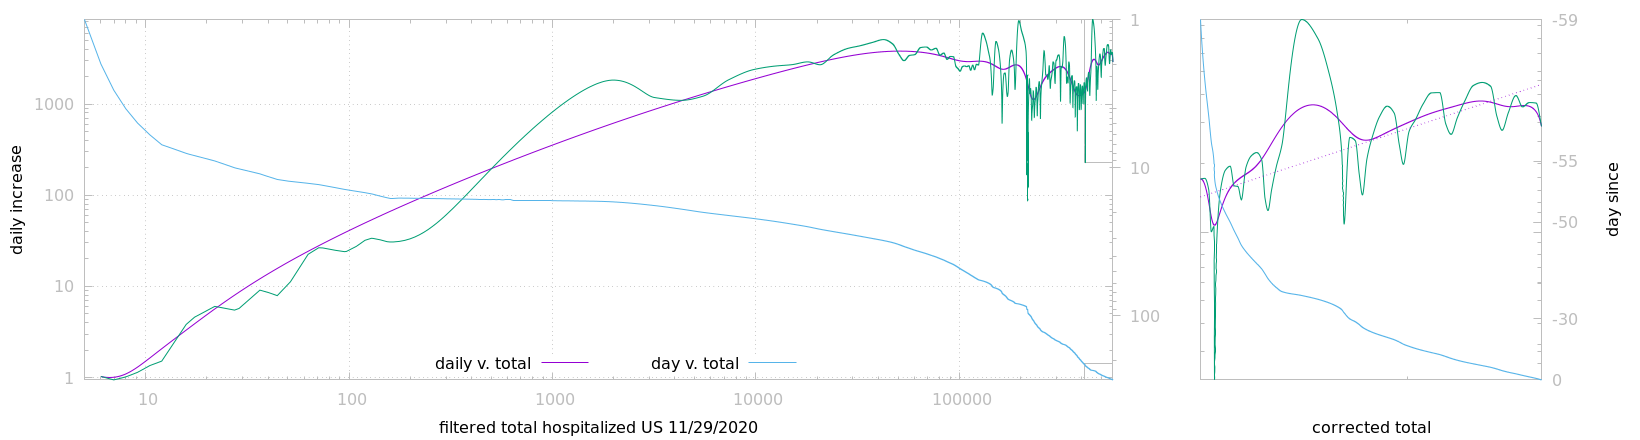 1
-59
1000
10
-55
100
-50
daily increase
day since
10
100
-30
daily v. total
day v. total
1
0
10
100
1000
10000
100000
filtered total hospitalized US 11/29/2020
corrected total